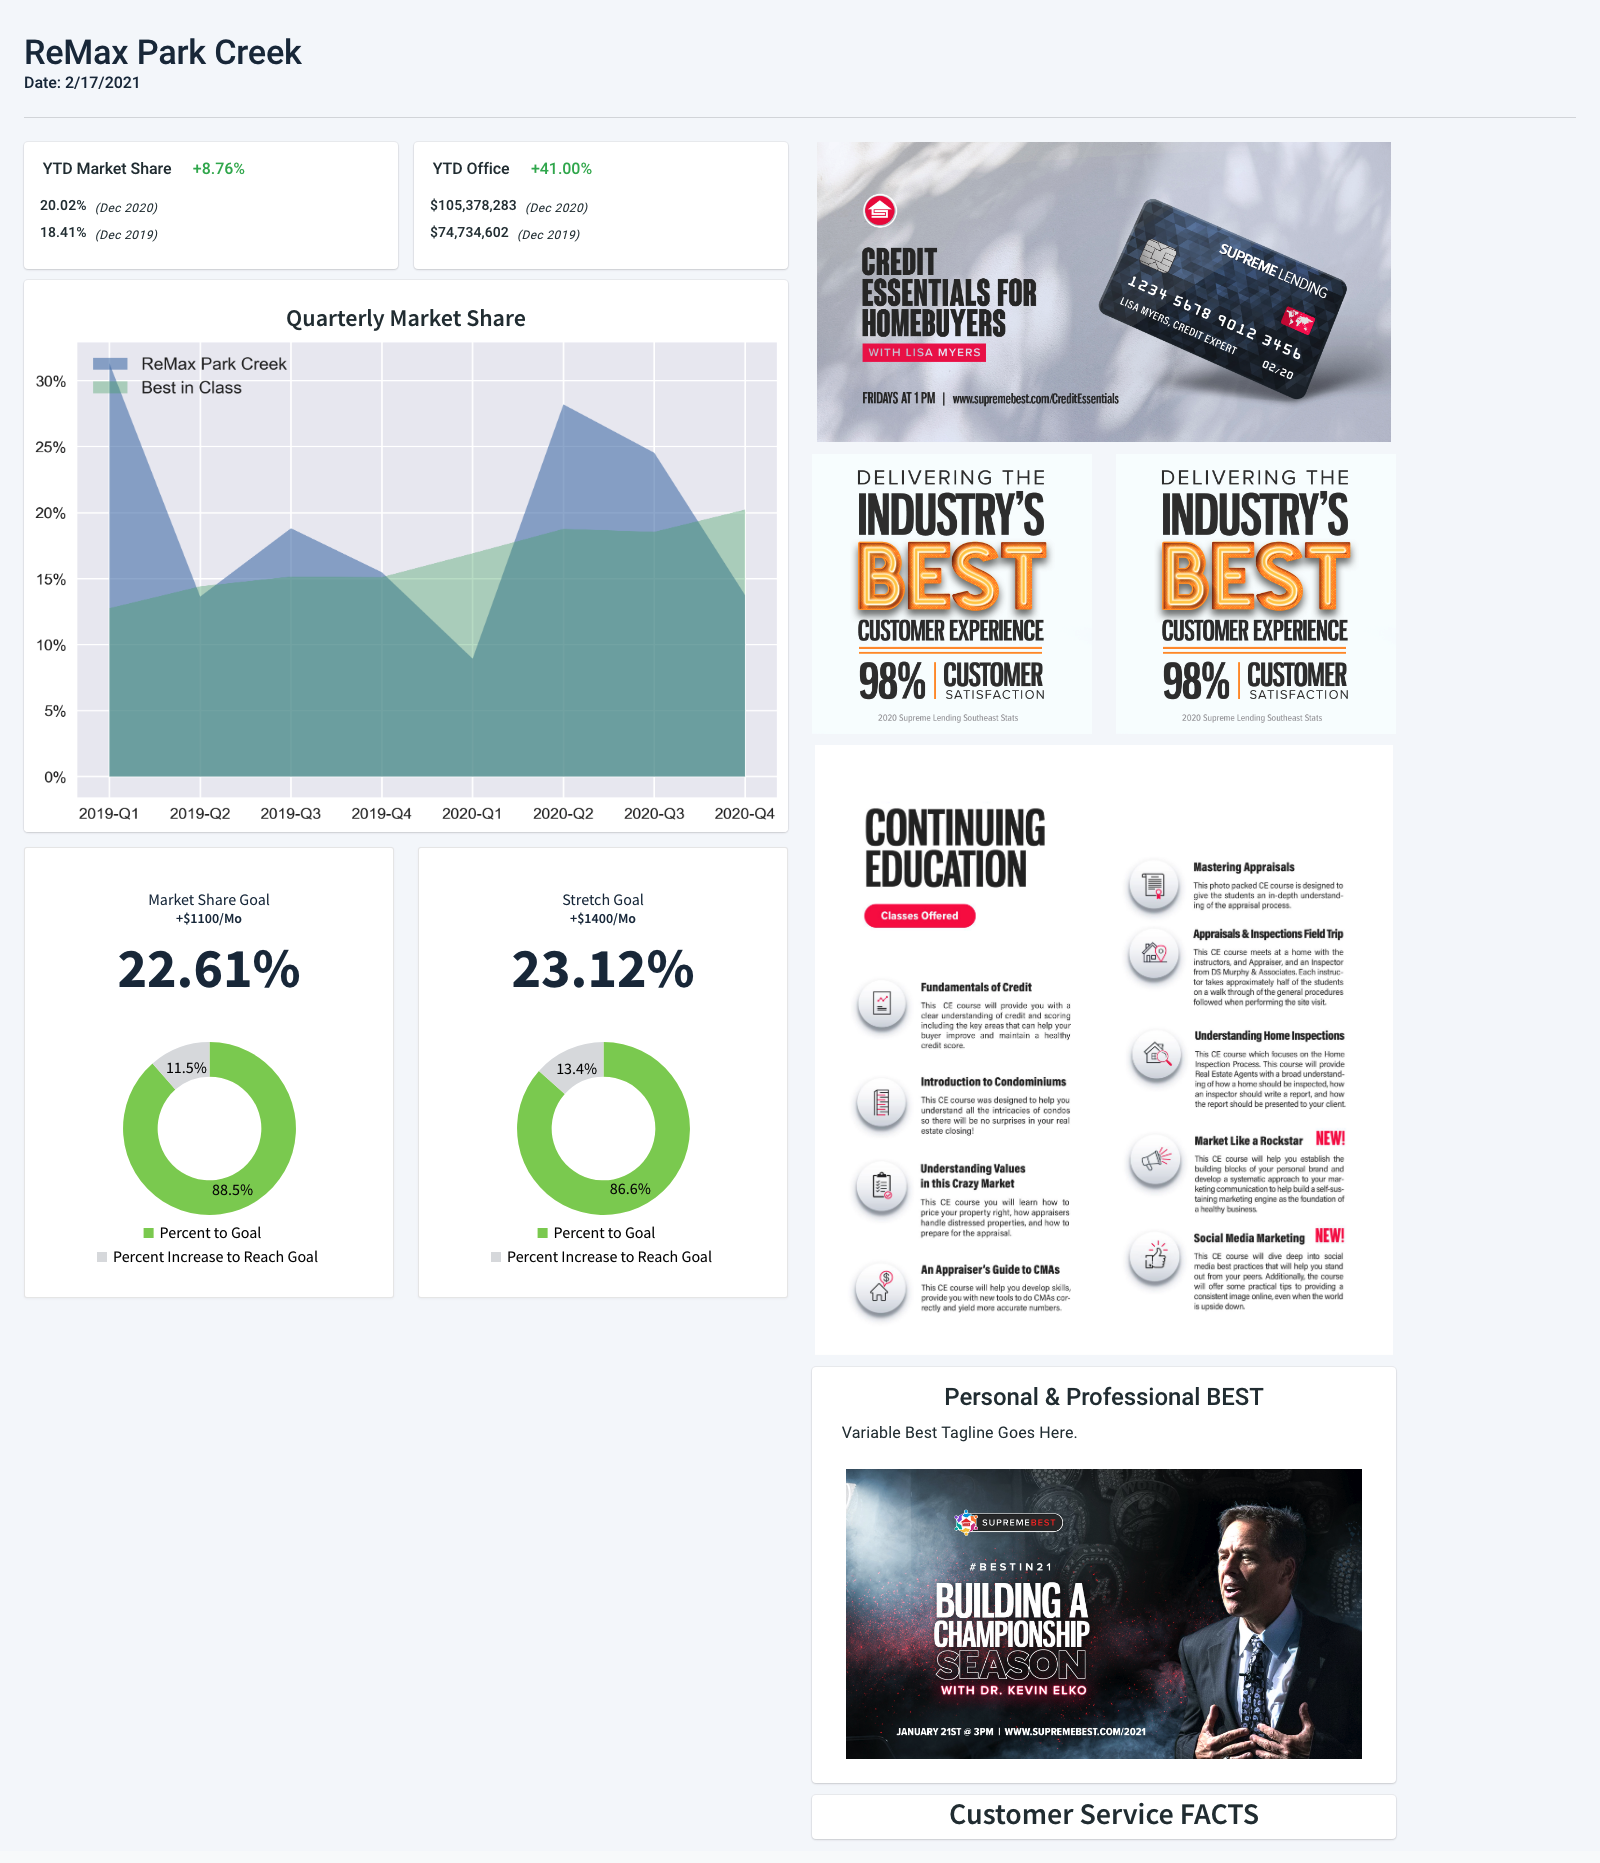 ReMax Park Creek
Date: 2/17/2021
YTD Market Share +8.76%
20.02% (Dec 2020)
18.41% (Dec 2019)
YTD Office +41.00%
$105,378,283 (Dec 2020)
$74,734,602 (Dec 2019)
Quarterly Market Share
ReMax Park Creek
Best in Class
30%
25%
20%
15%
10%
5%
0%
2019-Q1 2019-Q2 2019-Q3 2019-Q4 2020-Q1 2020-Q2 2020-Q3 2020-Q4
Market Share Goal
+$1100/Mo
22.61%
11.5%
88.5%
Percent to Goal
Percent Increase to Reach Goal
Stretch Goal
+$1400/Mo
23.12%
13.4%
86.6%
Percent to Goal
Percent Increase to Reach Goal
CREDIT
ESSENTIALS FOR
HOMEBUYERS
WITH LISA MYERS
FRIDAYS AT 1 PM | www.supremebest.com/CreditEssentials
SUPREME LENDING
1234 5678 9012 3456
LISA MYERS, CREDIT EXPERT
02/20
DELIVERING THE
INDUSTRY'S
BEST
CUSTOMER EXPERIENCE
98% | CUSTOMER
SATISFACTION
2020 Supreme Lending Southeast Stats
DELIVERING THE
INDUSTRY'S
BEST
CUSTOMER EXPERIENCE
98% | CUSTOMER
SATISFACTION
2020 Supreme Lending Southeast Stats
CONTINUING
EDUCATION
Classes Offered
Fundamentals of Credit
This CE course will provide you with a
clear understanding of credit and scoring
including the key areas that can help your
buyer improve and maintain a healthy
credit score.
Introduction to Condominiums
This CE course was designed to help you
understand all the intricacies of condos
so there will be no surprises in your real
estate closing!
Understanding Values
in this Crazy Market
This CE course you will learn how to
price your property right, how appraisers
handle distressed properties, and how to
prepare for the appraisal.
An Appraiser's Guide to CMAs
This CE course will help you develop skills,
provide you with new tools to do CMAs cor-
rectly and yield more accurate numbers.
Mastering Appraisals
This photo packed CE course is designed to
give the students an in-depth understand-
ing of the appraisal process.
Appraisals & Inspections Field Trip
This CE course meets at a home with the
instructors, and Appraiser, and an Inspector
from DS Murphy & Associates. Each instruc-
tor takes approximately half of the students
on a walk through of the general procedures
followed when performing the site visit.
Understanding Home Inspections
This CE course which focuses on the Home
Inspection Process. This course will provide
Real Estate Agents with a broad understand-
ing of how a home should be inspected, how
an inspector should write a report, and how
the report should be presented to your client.
Market Like a Rockstar NEW!
This CE course will help you establish the
building blocks of your personal brand and
develop a systematic approach to your mar-
keting communication to help build a self-sus-
taining marketing engine as the foundation of
a healthy business.
Social Media Marketing NEW!
This CE course will dive deep into social
media best practices that will help you stand
out from your peers. Additionally, the course
will offer some practical tips to providing a
consistent image online, even when the world
is upside down.
Personal & Professional BEST
Variable Best Tagline Goes Here.
SUPREMEBEST
#BESTIN21
BUILDING A
CHAMPIONSHIP
SEASON
WITH DR. KEVIN ELKO
JANUARY 21ST @ 3PM | WWW.SUPREMEBEST.COM/2021
Customer Service FACTS